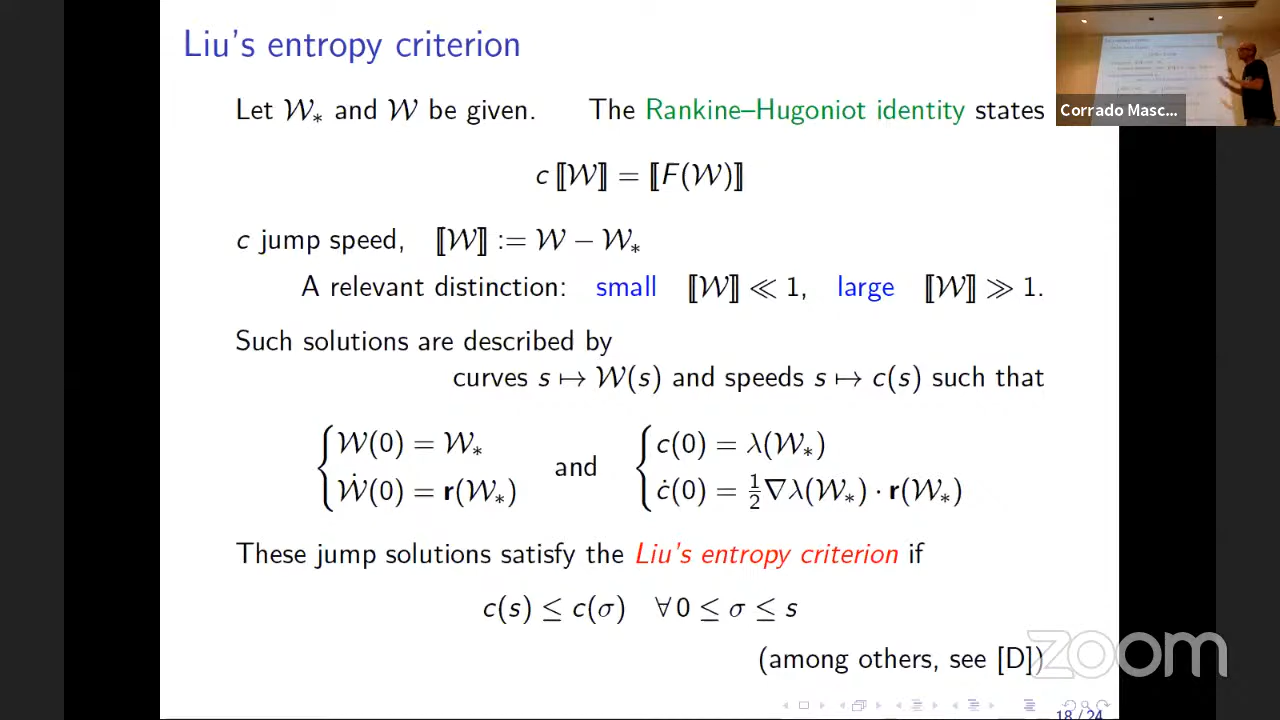 Liu's entropy criterion
Let 𝒲∗ and 𝒲 be given. The Rankine–Hugoniot identity states
c ⟦𝒲⟧ = ⟦F(𝒲)⟧
c jump speed, ⟦𝒲⟧ := 𝒲 − 𝒲∗
A relevant distinction: small ⟦𝒲⟧ ≪ 1, large ⟦𝒲⟧ ≫ 1.
Such solutions are described by
curves s ↦ 𝒲(s) and speeds s ↦ c(s) such that
{ 𝒲(0) = 𝒲∗ and { c(0) = λ(𝒲∗)
𝒲̇(0) = r(𝒲∗) ċ(0) = ½∇λ(𝒲∗) · r(𝒲∗)
These jump solutions satisfy the Liu's entropy criterion if
c(s) ≤ c(σ) ∀ 0 ≤ σ ≤ s
(among others, see [D])
18 / 24
Corrado Masc...
zoom